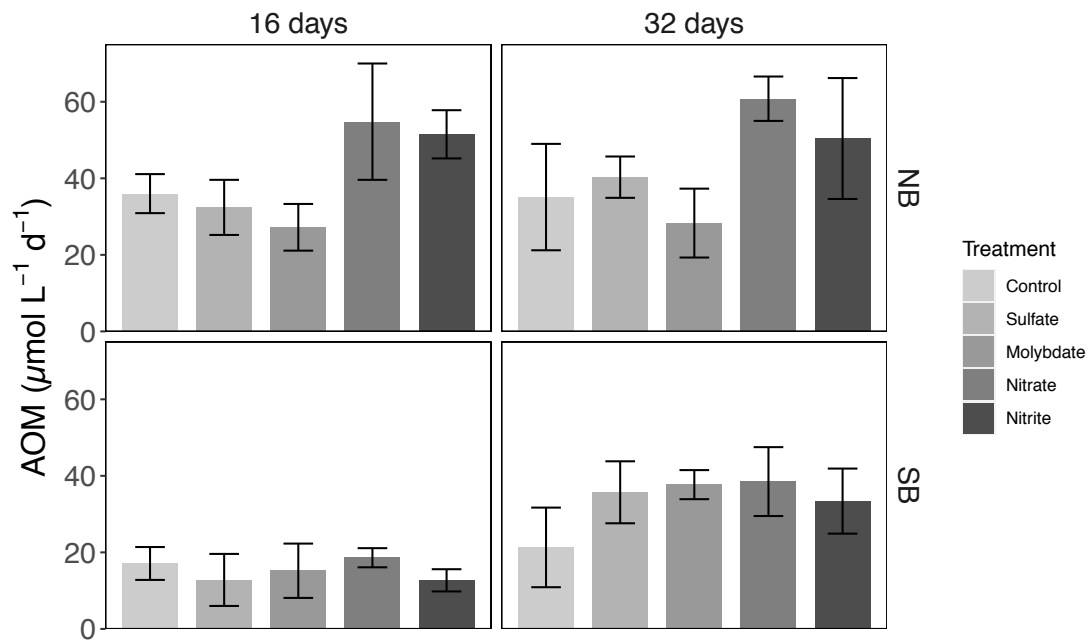 16 days
32 days
AOM (µmol L⁻¹ d⁻¹)
60
40
20
0
NB
60
40
20
0
SB
Treatment
Control
Sulfate
Molybdate
Nitrate
Nitrite